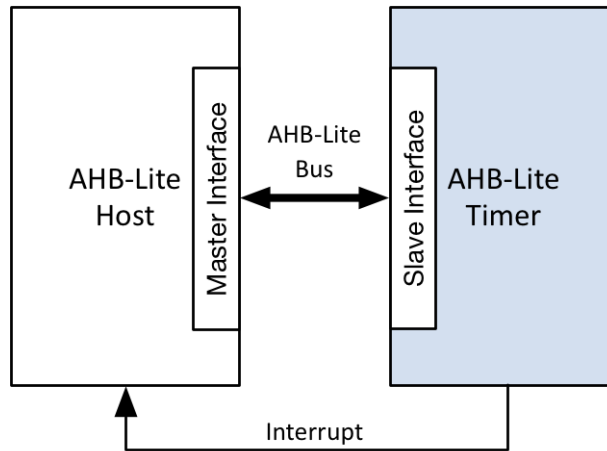 AHB-Lite
Host
Master Interface
AHB-Lite
Bus
Slave Interface
AHB-Lite
Timer
Interrupt